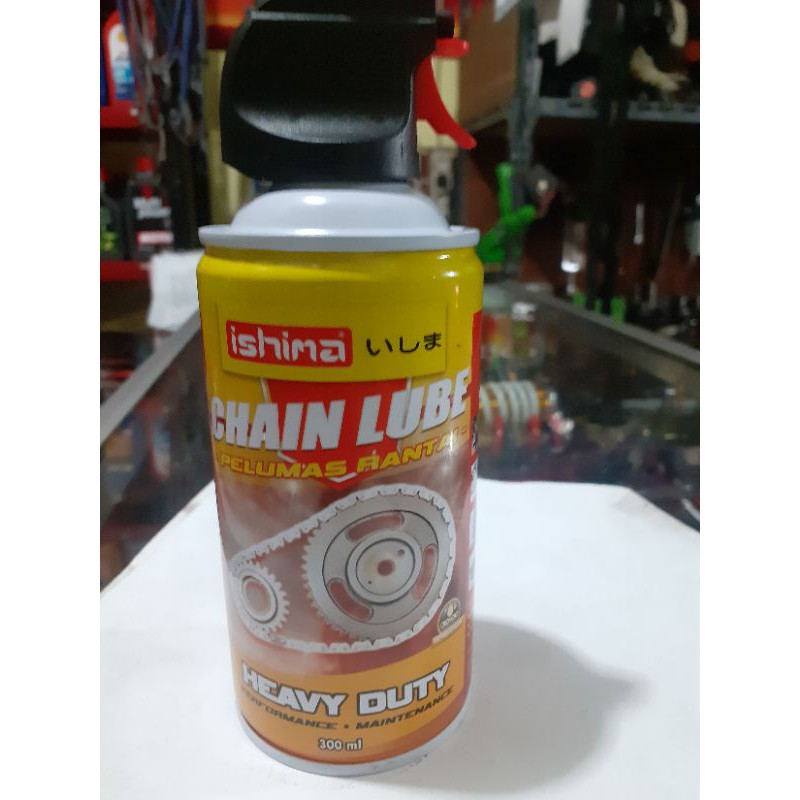 ishima いしま
CHAIN LUBE
PELUMAS RANTAI
HEAVY DUTY
PERFORMANCE • MAINTENANCE
300 ml